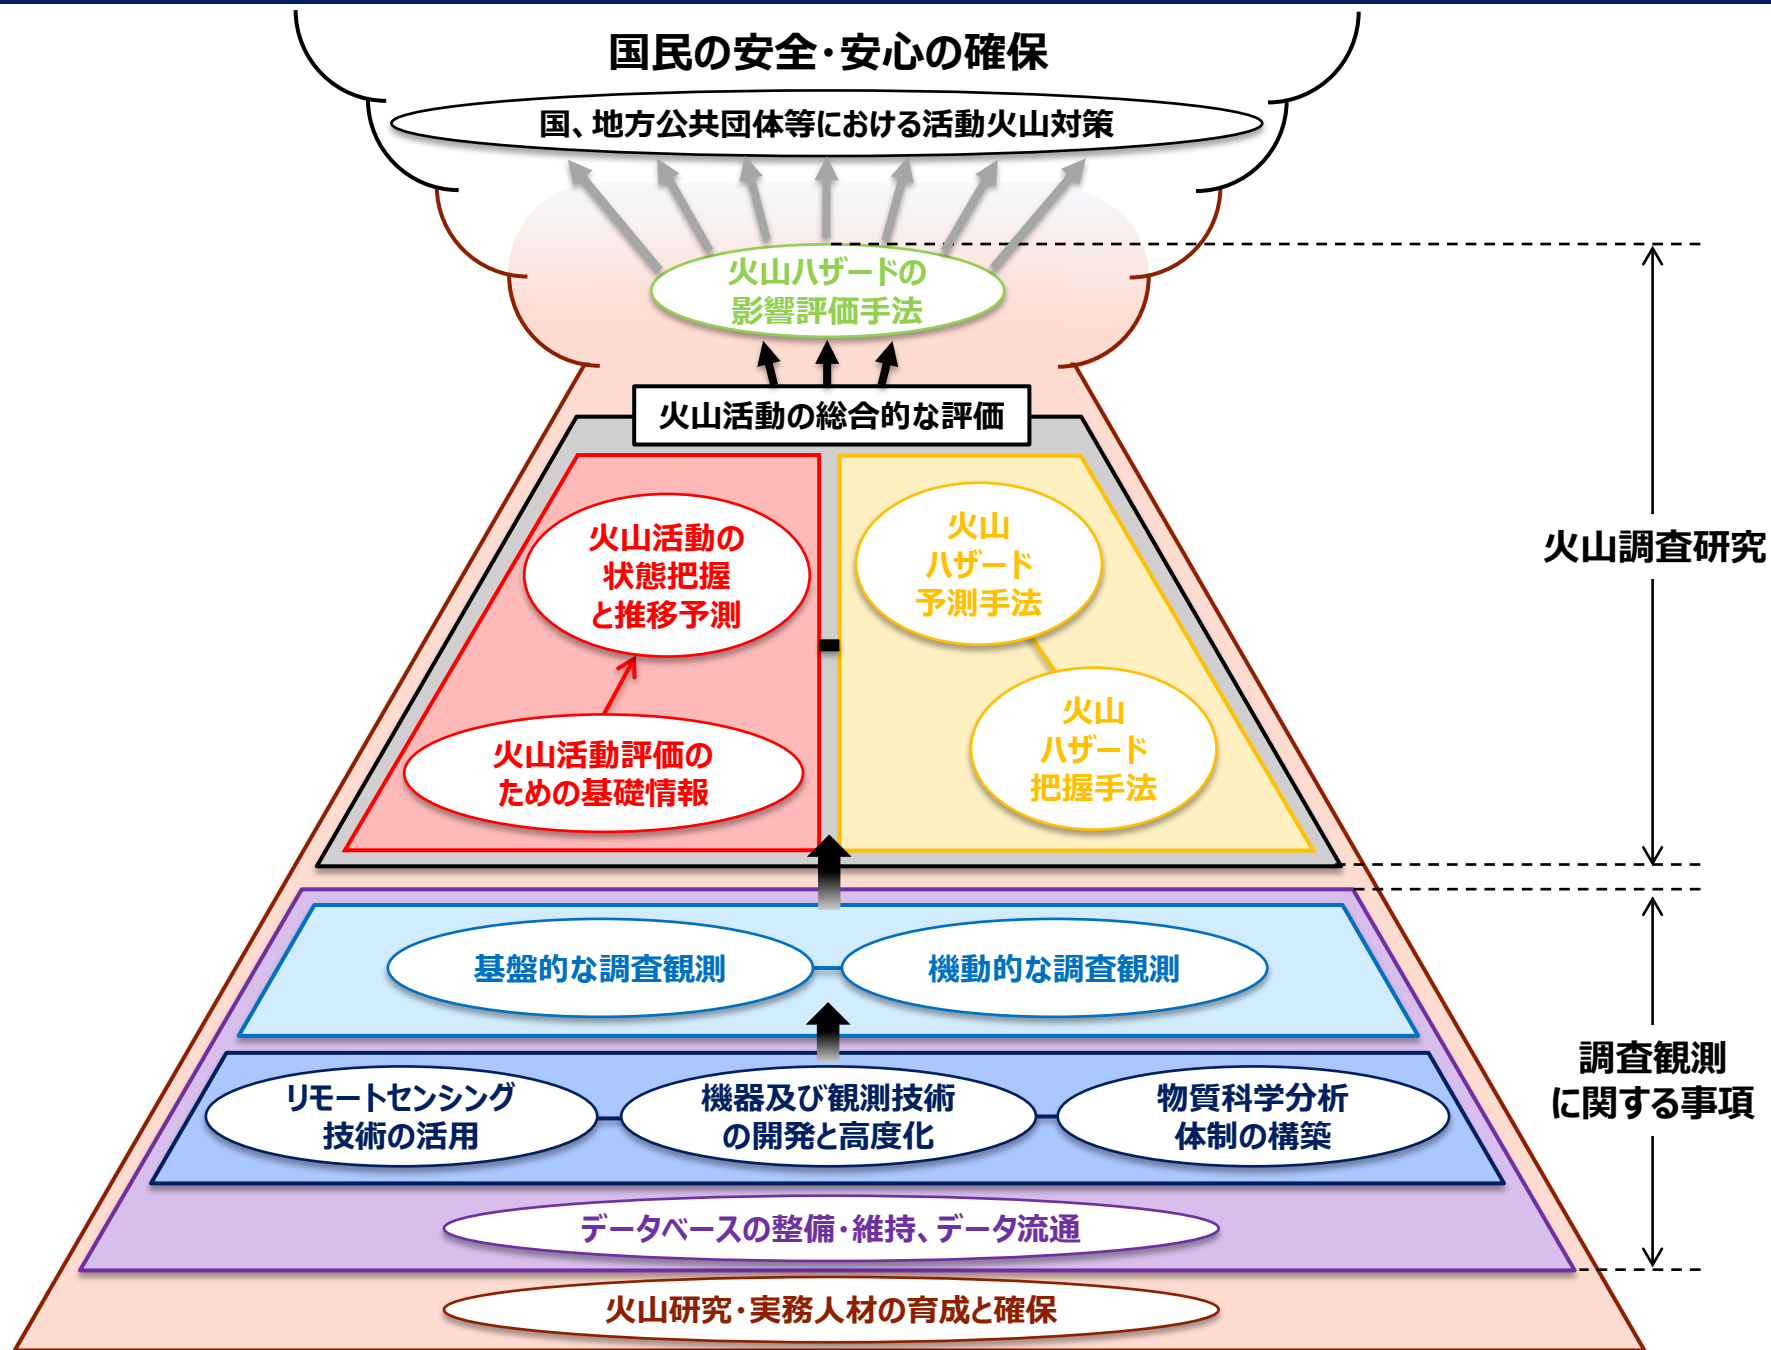 国民の安全・安心の確保
国、地方公共団体等における活動火山対策
火山ハザードの
影響評価手法
火山活動の総合的な評価
火山活動の
状態把握
と推移予測
火山
ハザード
予測手法
火山活動評価の
ための基礎情報
火山
ハザード
把握手法
火山調査研究
基盤的な調査観測
機動的な調査観測
リモートセンシング
技術の活用
機器及び観測技術
の開発と高度化
物質科学分析
体制の構築
調査観測
に関する事項
データベースの整備・維持、データ流通
火山研究・実務人材の育成と確保